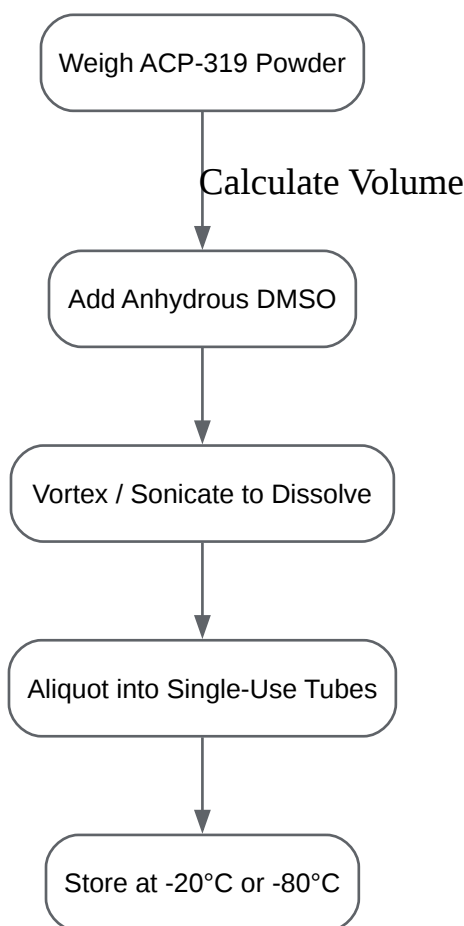 Weigh ACP-319 Powder
Calculate Volume
Add Anhydrous DMSO
Vortex / Sonicate to Dissolve
Aliquot into Single-Use Tubes
Store at -20°C or -80°C